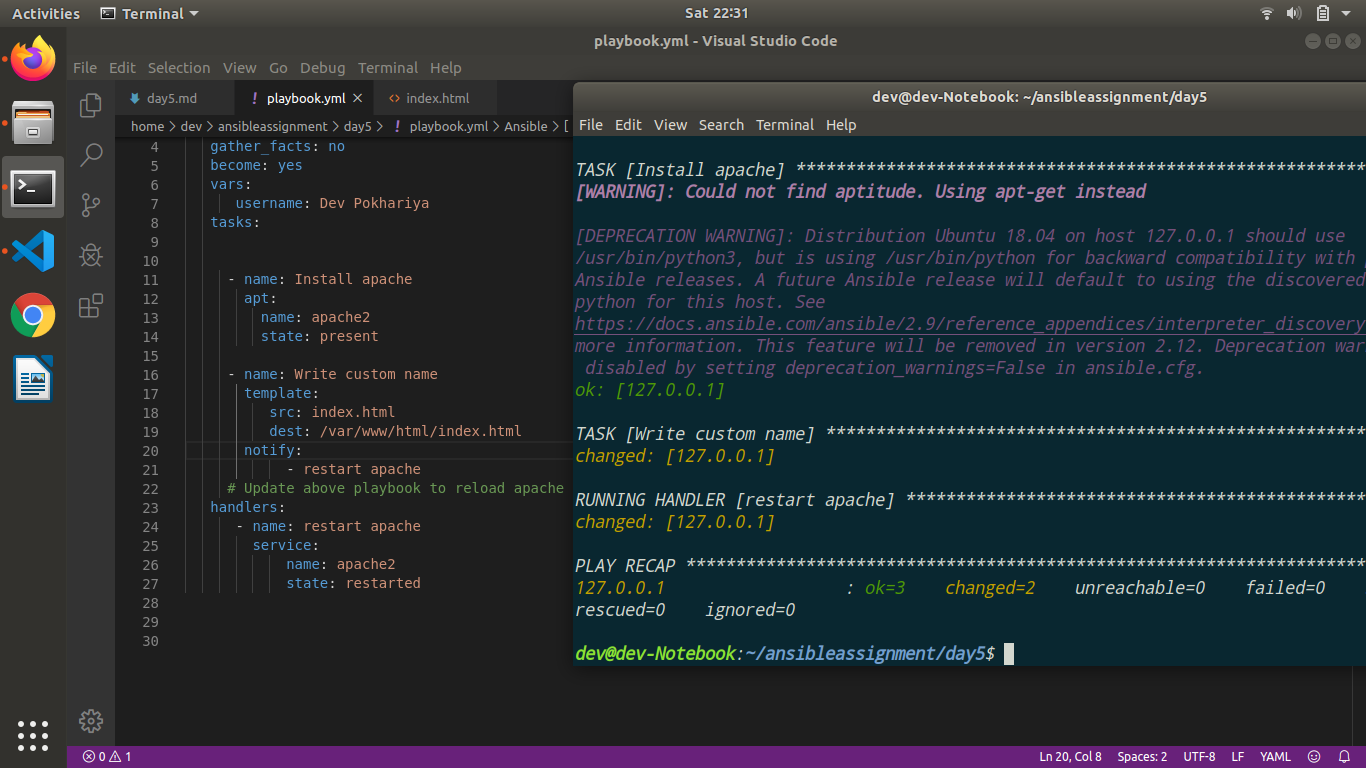 Activities Terminal Sat 22:31
playbook.yml - Visual Studio Code
File Edit Selection View Go Debug Terminal Help
day5.md ! playbook.yml × <> index.html
home > dev > ansibleassignment > day5 > ! playbook.yml > Ansible > [
4 gather_facts: no
5 become: yes
6 vars:
7 username: Dev Pokhariya
8 tasks:
9
10
11 - name: Install apache
12 apt:
13 name: apache2
14 state: present
15
16 - name: Write custom name
17 template:
18 src: index.html
19 dest: /var/www/html/index.html
20 notify:
21 - restart apache
22 # Update above playbook to reload apache
23 handlers:
24 - name: restart apache
25 service:
26 name: apache2
27 state: restarted
28
29
30
dev@dev-Notebook: ~/ansibleassignment/day5
File Edit View Search Terminal Help
TASK [Install apache] *********************************************************
[WARNING]: Could not find aptitude. Using apt-get instead
[DEPRECATION WARNING]: Distribution Ubuntu 18.04 on host 127.0.0.1 should use
/usr/bin/python3, but is using /usr/bin/python for backward compatibility with
Ansible releases. A future Ansible release will default to using the discovered
python for this host. See
https://docs.ansible.com/ansible/2.9/reference_appendices/interpreter_discovery
more information. This feature will be removed in version 2.12. Deprecation war
disabled by setting deprecation_warnings=False in ansible.cfg.
ok: [127.0.0.1]
TASK [Write custom name] ******************************************************
changed: [127.0.0.1]
RUNNING HANDLER [restart apache] **********************************************
changed: [127.0.0.1]
PLAY RECAP ********************************************************************
127.0.0.1 : ok=3 changed=2 unreachable=0 failed=0
rescued=0 ignored=0
dev@dev-Notebook:~/ansibleassignment/day5$
0 1 Ln 20, Col 8 Spaces: 2 UTF-8 LF YAML